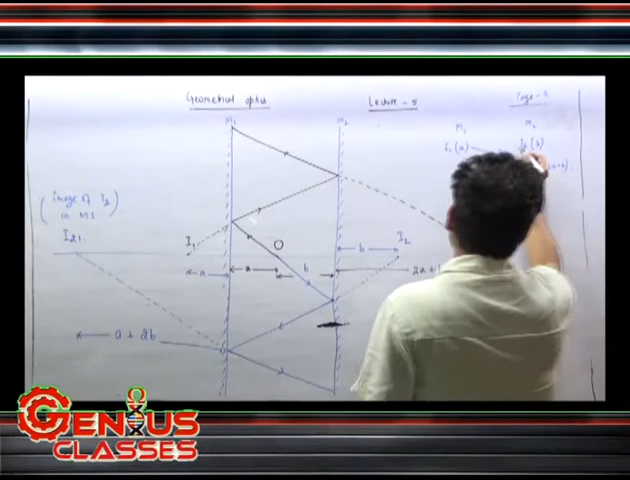 Geometrical optics
Lecture - 5
Page - 4
M1
M2
M1
M2
I1 (a)
I2 (b)
(Image of I2
in M1)
I21
I1
O
b
I2
a
a
b
2a +
a + 2b
GENIUS
CLASSES